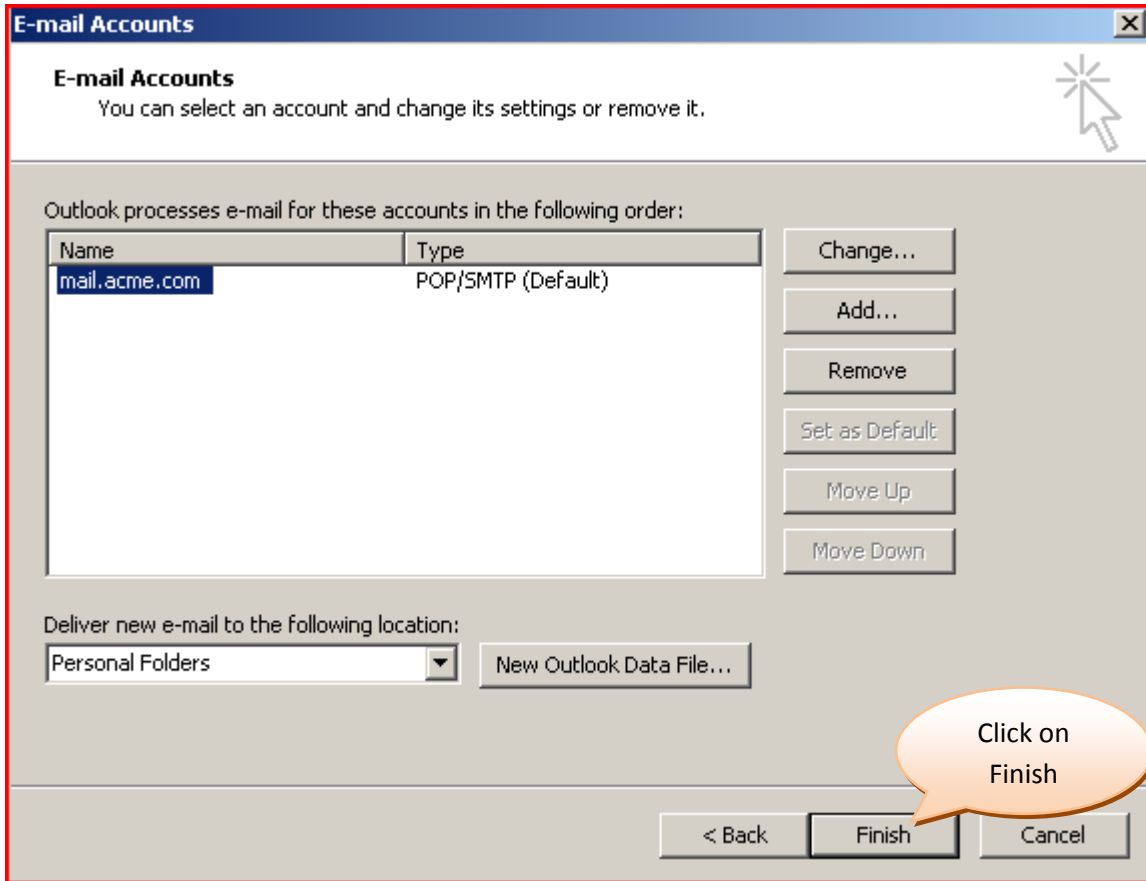 E-mail Accounts
E-mail Accounts
You can select an account and change its settings or remove it.
Outlook processes e-mail for these accounts in the following order:
Name Type
mail.acme.com POP/SMTP (Default)
Change...
Add...
Remove
Set as Default
Move Up
Move Down
Deliver new e-mail to the following location:
Personal Folders New Outlook Data File...
Click on
Finish
< Back Finish Cancel